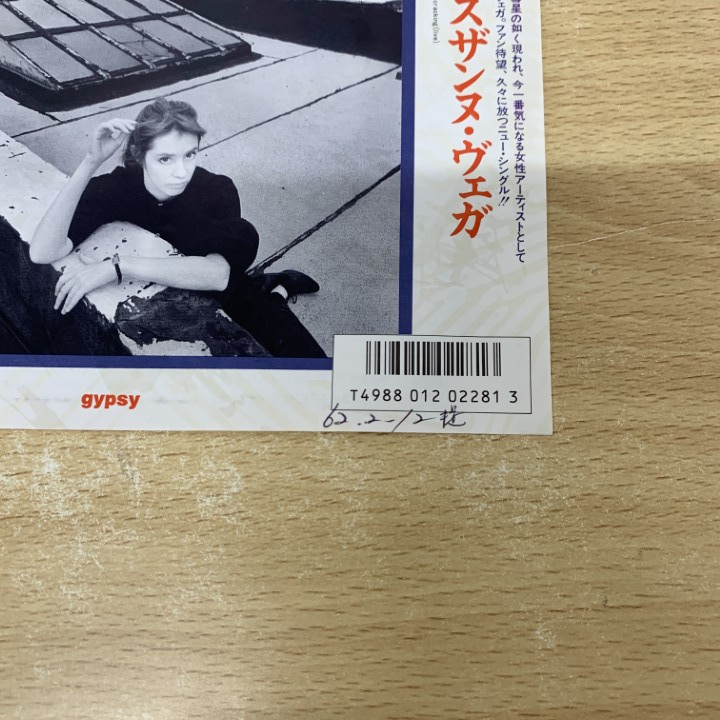 彗星の如く現われ、今一番気になる女性アーティストとして
ヴェガ。ファン待望、久々に放つニュー・シングル!!
スザンヌ・ヴェガ
cracking (live)
gypsy
T4988 012 02281 3
62.2-12